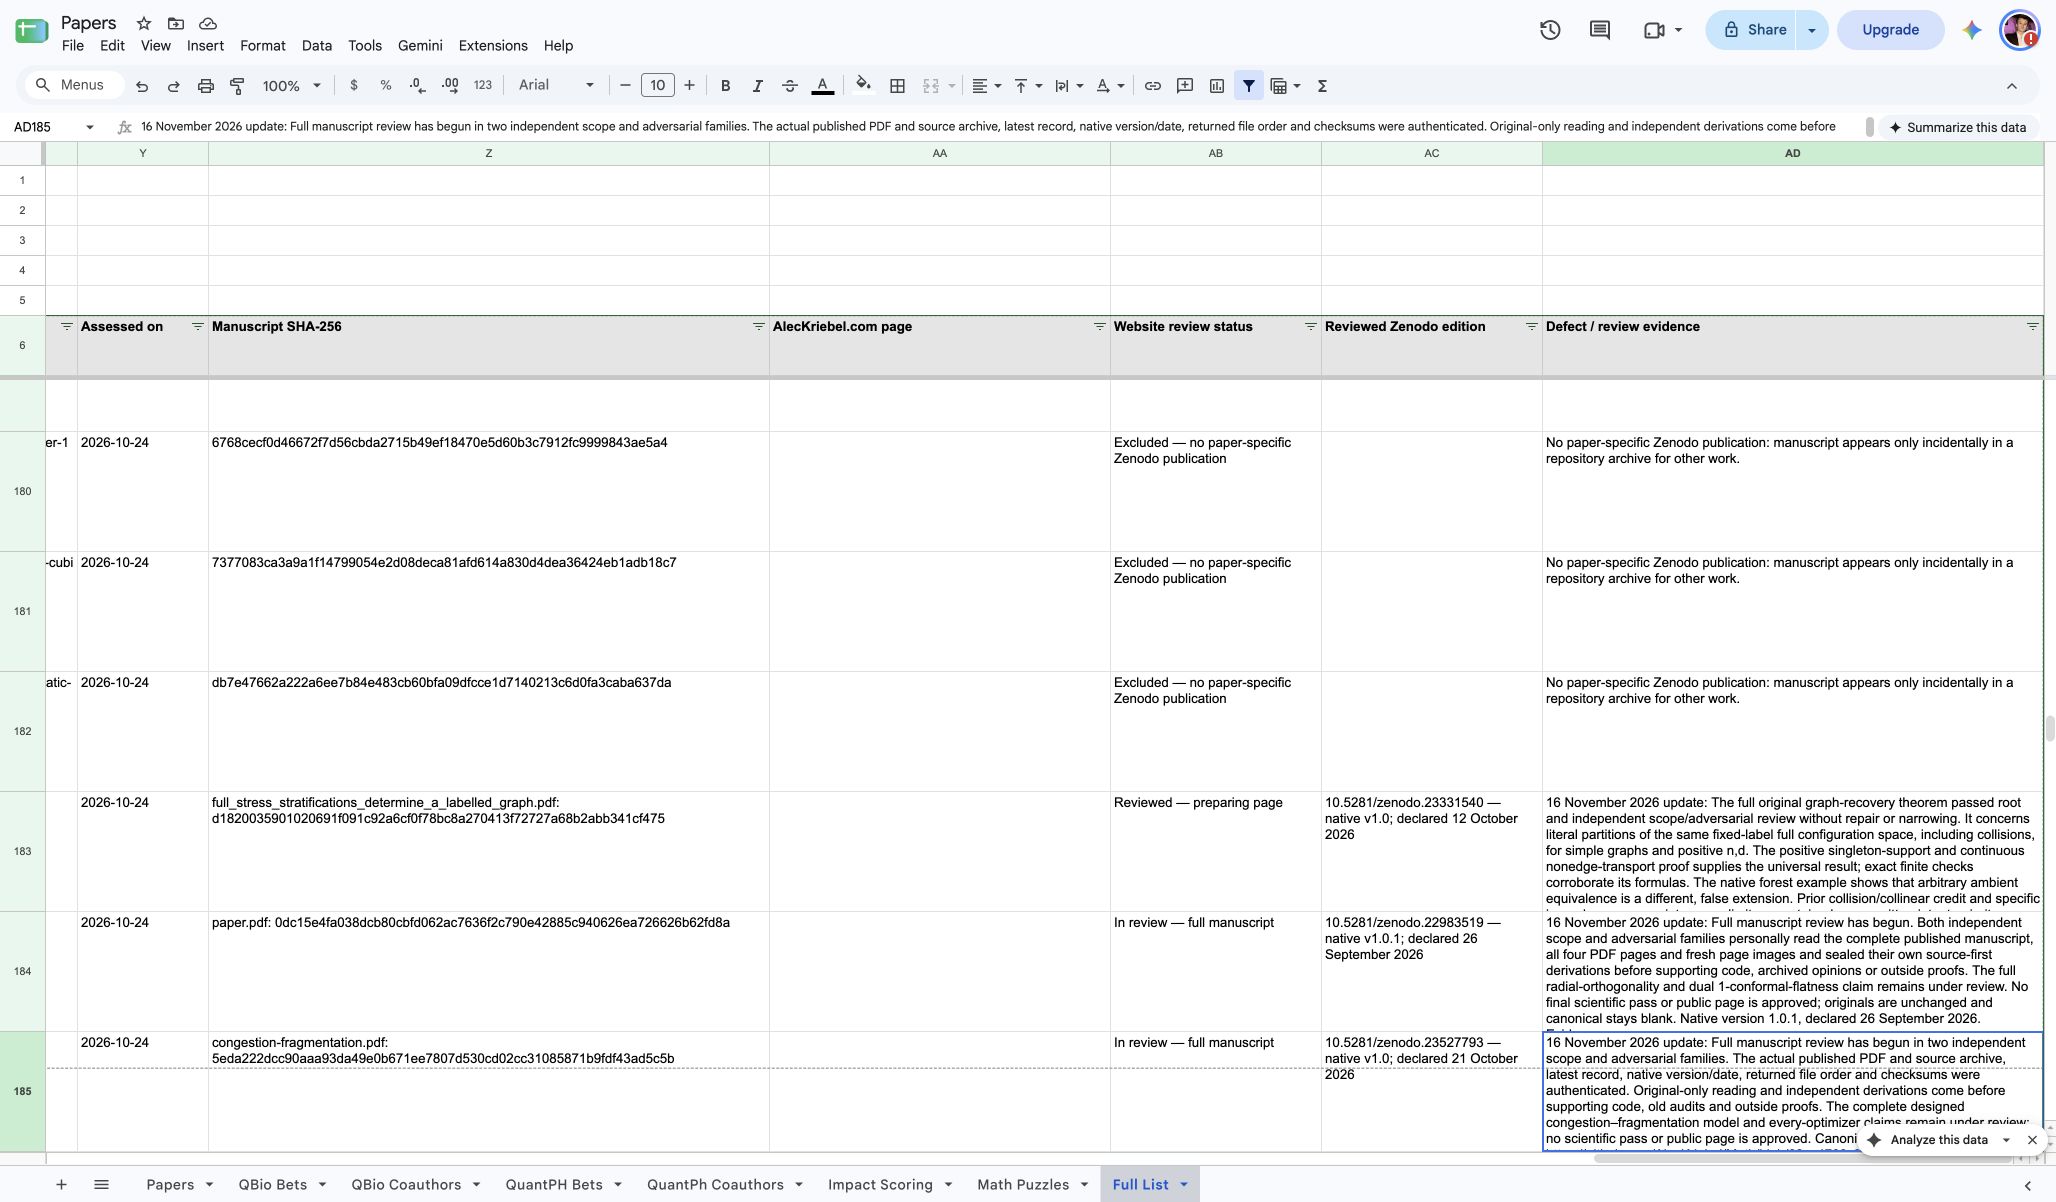 Papers
File Edit View Insert Format Data Tools Gemini Extensions Help
Share
Upgrade
Menus
100%
$ % .0 .00 123
Arial
10
B I A
Σ
AD185
fx 16 November 2026 update: Full manuscript review has begun in two independent scope and adversarial families. The actual published PDF and source archive, latest record, native version/date, returned file order and checksums were authenticated. Original-only reading and independent derivations come before
Summarize this data
Y Z AA AB AC AD
1
2
3
4
5
6
Assessed on
Manuscript SHA-256
AlecKriebel.com page
Website review status
Reviewed Zenodo edition
Defect / review evidence
180
er-1
2026-10-24
6768cecf0d46672f7d56cbda2715b49ef18470e5d60b3c7912fc9999843ae5a4
Excluded — no paper-specific
Zenodo publication
No paper-specific Zenodo publication: manuscript appears only incidentally in a
repository archive for other work.
181
-cubi
2026-10-24
7377083ca3a9a1f14799054e2d08deca81afd614a830d4dea36424eb1adb18c7
Excluded — no paper-specific
Zenodo publication
No paper-specific Zenodo publication: manuscript appears only incidentally in a
repository archive for other work.
182
atic-
2026-10-24
db7e47662a222a6ee7b84e483cb60bfa09dfcce1d7140213c6d0fa3caba637da
Excluded — no paper-specific
Zenodo publication
No paper-specific Zenodo publication: manuscript appears only incidentally in a
repository archive for other work.
183
2026-10-24
full_stress_stratifications_determine_a_labelled_graph.pdf:
d1820035901020691f091c92a6cf0f78bc8a270413f72727a68b2abb341cf475
Reviewed — preparing page
10.5281/zenodo.23331540 —
native v1.0; declared 12 October
2026
16 November 2026 update: The full original graph-recovery theorem passed root
and independent scope/adversarial review without repair or narrowing. It concerns
literal partitions of the same fixed-label full configuration space, including collisions,
for simple graphs and positive n,d. The positive singleton-support and continuous
nonedge-transport proof supplies the universal result; exact finite checks
corroborate its formulas. The native forest example shows that arbitrary ambient
equivalence is a different, false extension. Prior collision/collinear credit and specific
184
2026-10-24
paper.pdf: 0dc15e4fa038dcb80cbfd062ac7636f2c790e42885c940626ea726626b62fd8a
In review — full manuscript
10.5281/zenodo.22983519 —
native v1.0.1; declared 26
September 2026
16 November 2026 update: Full manuscript review has begun. Both independent
scope and adversarial families personally read the complete published manuscript,
all four PDF pages and fresh page images and sealed their own source-first
derivations before supporting code, archived opinions or outside proofs. The full
radial-orthogonality and dual 1-conformal-flatness claim remains under review. No
final scientific pass or public page is approved; originals are unchanged and
canonical stays blank. Native version 1.0.1, declared 26 September 2026.
185
2026-10-24
congestion-fragmentation.pdf:
5eda222dcc90aaa93da49e0b671ee7807d530cd02cc31085871b9fdf43ad5c5b
In review — full manuscript
10.5281/zenodo.23527793 —
native v1.0; declared 21 October
2026
16 November 2026 update: Full manuscript review has begun in two independent
scope and adversarial families. The actual published PDF and source archive,
latest record, native version/date, returned file order and checksums were
authenticated. Original-only reading and independent derivations come before
supporting code, old audits and outside proofs. The complete designed
congestion–fragmentation model and every-optimizer claims remain under review;
no scientific pass or public page is approved. Canoni
Analyze this data
Papers QBio Bets QBio Coauthors QuantPH Bets QuantPh Coauthors Impact Scoring Math Puzzles Full List